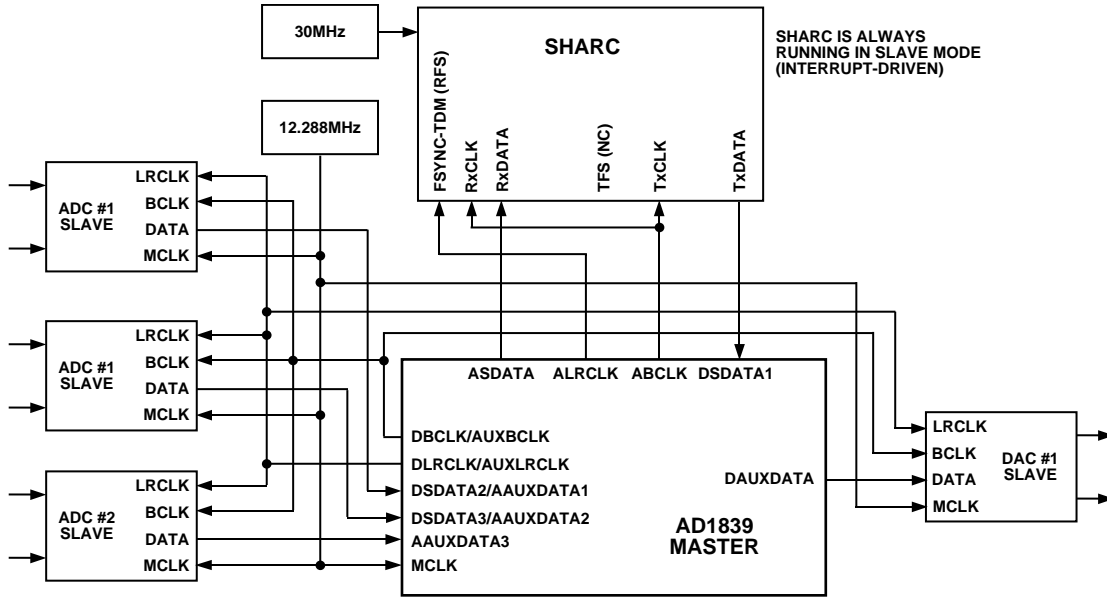 30MHz
SHARC
SHARC IS ALWAYS
RUNNING IN SLAVE MODE
(INTERRUPT-DRIVEN)
12.288MHz
FSYNC-TDM (RFS)
RxCLK
RxDATA
TFS (NC)
TxCLK
TxDATA
ADC #1
SLAVE
LRCLK
BCLK
DATA
MCLK
ADC #1
SLAVE
LRCLK
BCLK
DATA
MCLK
ADC #2
SLAVE
LRCLK
BCLK
DATA
MCLK
ASDATA ALRCLK ABCLK DSDATA1
DBCLK/AUXBCLK
DLRCLK/AUXLRCLK
DSDATA2/AAUXDATA1
DSDATA3/AAUXDATA2
AAUXDATA3
MCLK
DAUXDATA
AD1839
MASTER
LRCLK
BCLK
DATA
MCLK
DAC #1
SLAVE